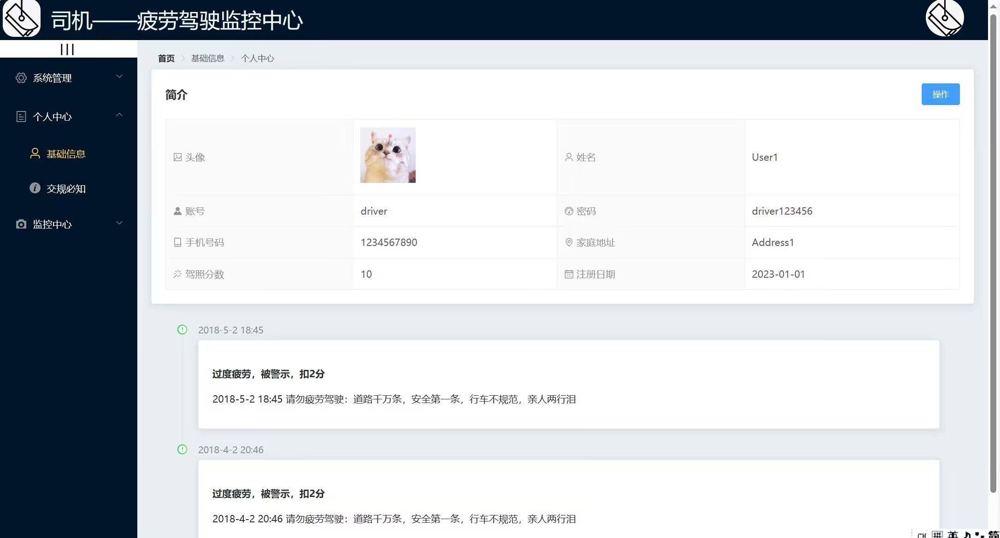 司机——疲劳驾驶监控中心
首页 基础信息 个人中心
系统管理
个人中心
基础信息
交规必知
监控中心
简介
操作
头像 姓名 User1
账号 driver 密码 driver123456
手机号码 1234567890 家庭地址 Address1
驾照分数 10 注册日期 2023-01-01
2018-5-2 18:45
过度疲劳，被警示，扣2分
2018-5-2 18:45 请勿疲劳驾驶：道路千万条，安全第一条，行车不规范，亲人两行泪
2018-4-2 20:46
过度疲劳，被警示，扣2分
2018-4-2 20:46 请勿疲劳驾驶：道路千万条，安全第一条，行车不规范，亲人两行泪
CH 拼 英 简